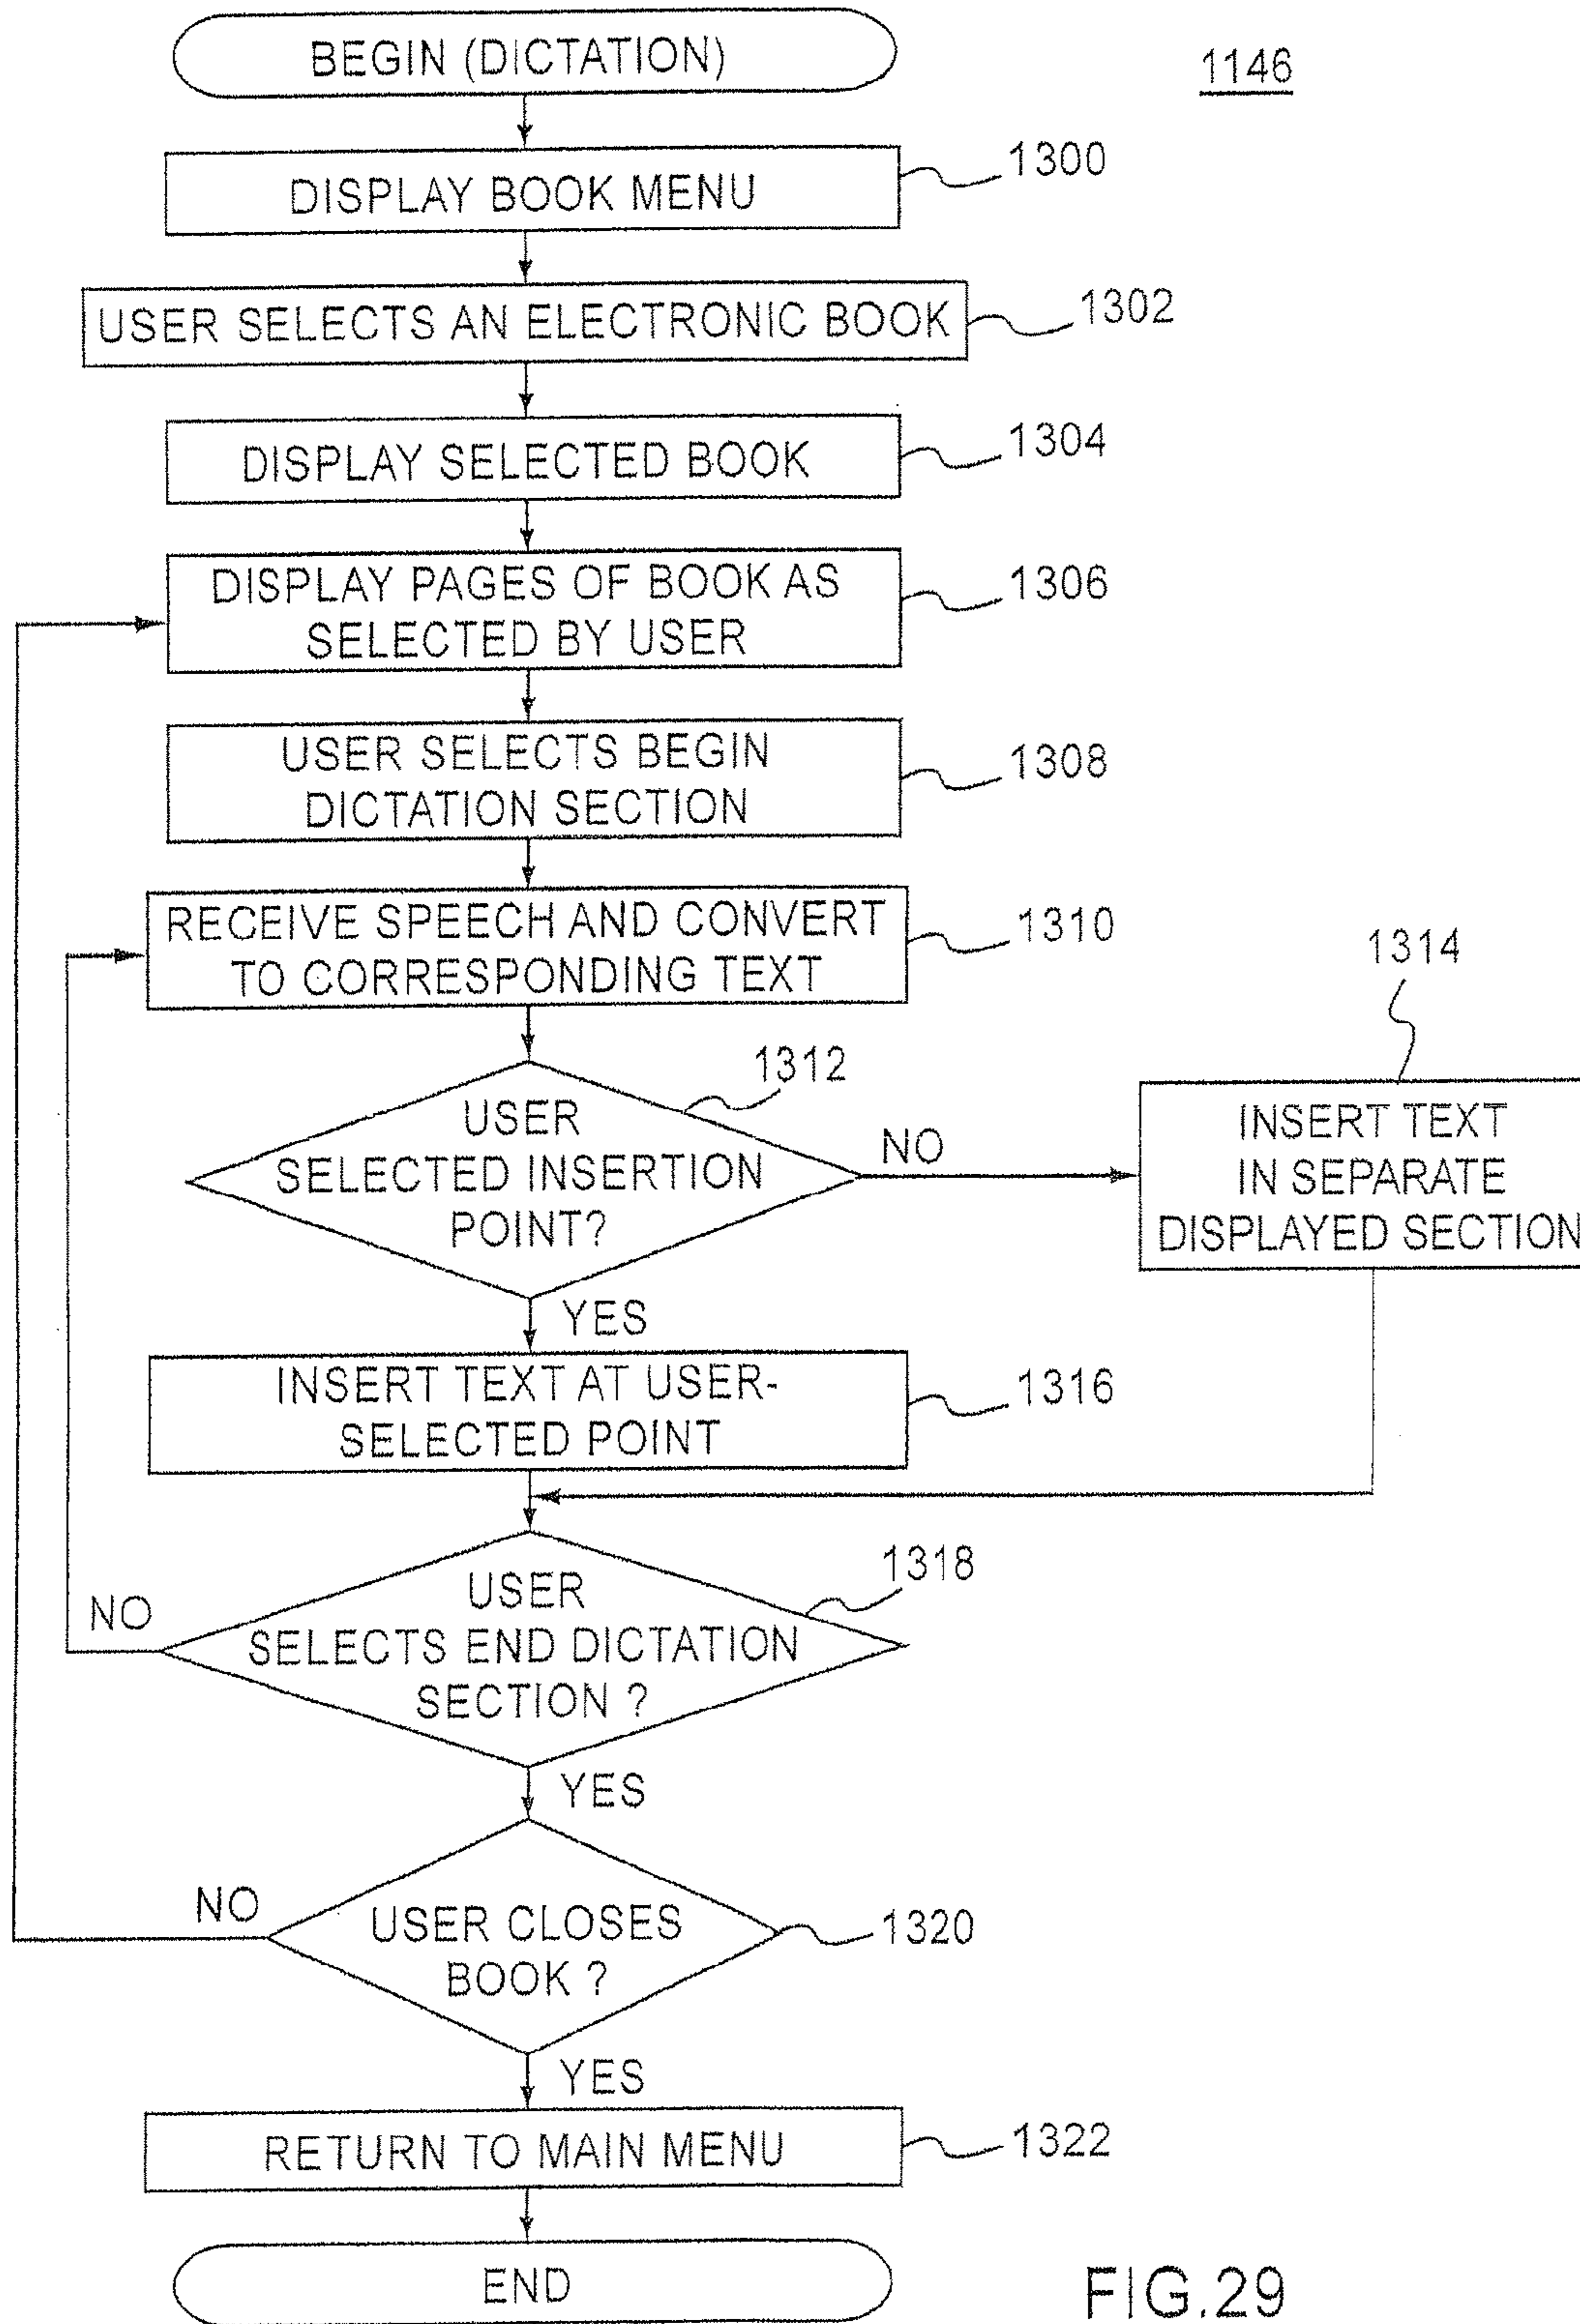 BEGIN (DICTATION)
1146
DISPLAY BOOK MENU
1300
USER SELECTS AN ELECTRONIC BOOK
1302
DISPLAY SELECTED BOOK
1304
DISPLAY PAGES OF BOOK AS
SELECTED BY USER
1306
USER SELECTS BEGIN
DICTATION SECTION
1308
RECEIVE SPEECH AND CONVERT
TO CORRESPONDING TEXT
1310
USER
SELECTED INSERTION
POINT?
1312
NO
1314
INSERT TEXT
IN SEPARATE
DISPLAYED SECTION
YES
INSERT TEXT AT USER-
SELECTED POINT
1316
USER
SELECTS END DICTATION
SECTION ?
1318
NO
YES
USER CLOSES
BOOK ?
1320
NO
YES
RETURN TO MAIN MENU
1322
END
FIG.29